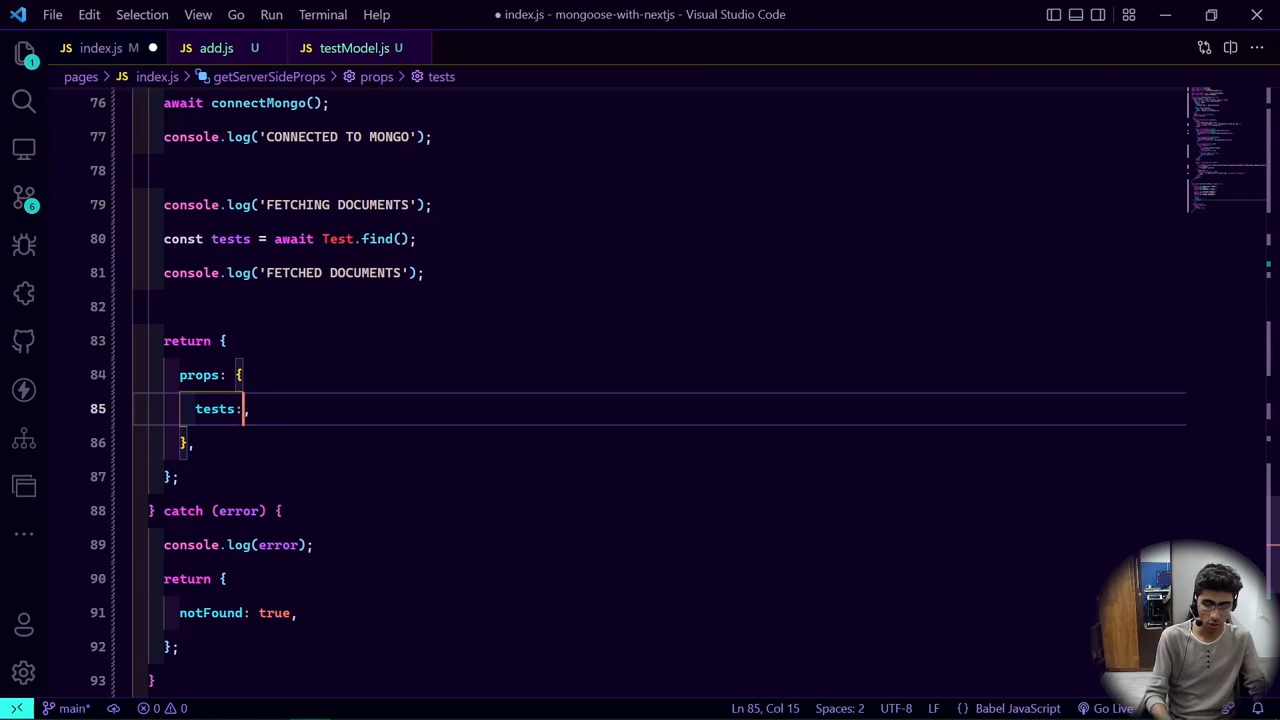 File Edit Selection View Go Run Terminal Help
● index.js - mongoose-with-nextjs - Visual Studio Code
JS index.js M ●
JS add.js U
JS testModel.js U
pages > JS index.js > getServerSideProps > props > tests
76 await connectMongo();
77 console.log('CONNECTED TO MONGO');
78
79 console.log('FETCHING DOCUMENTS');
80 const tests = await Test.find();
81 console.log('FETCHED DOCUMENTS');
82
83 return {
84 props: {
85 tests:,
86 },
87 };
88 } catch (error) {
89 console.log(error);
90 return {
91 notFound: true,
92 };
93 }
1
6
main* 0 0 Ln 85, Col 15 Spaces: 2 UTF-8 LF {} Babel JavaScript Go Live